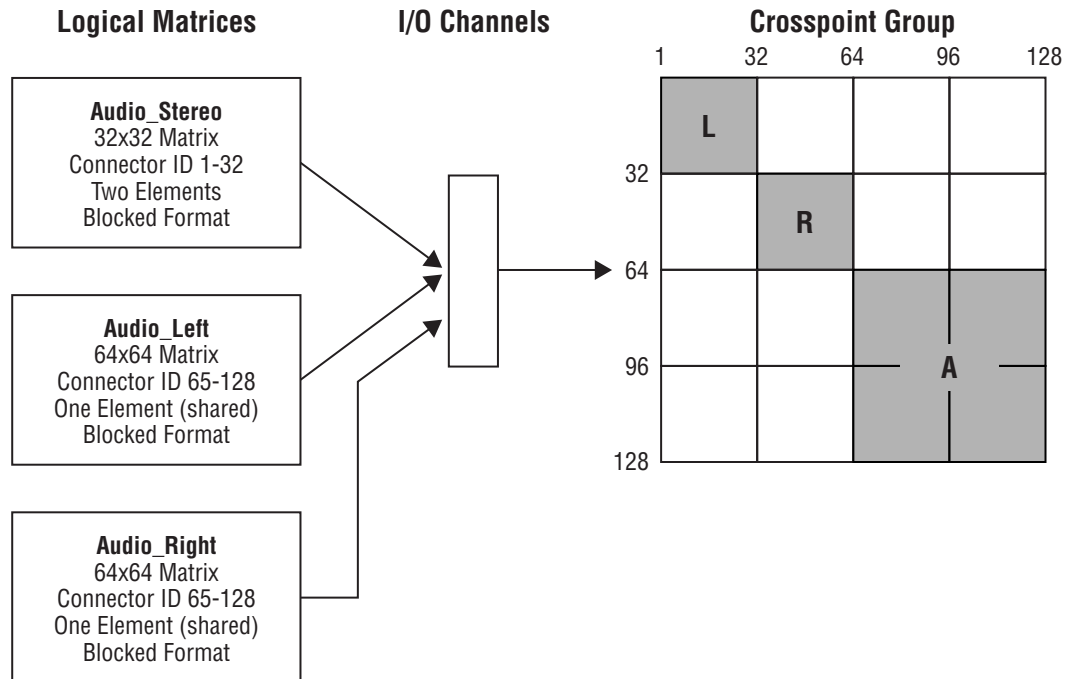 Logical Matrices
I/O Channels
Crosspoint Group
Audio_Stereo
32x32 Matrix
Connector ID 1-32
Two Elements
Blocked Format
Audio_Left
64x64 Matrix
Connector ID 65-128
One Element (shared)
Blocked Format
Audio_Right
64x64 Matrix
Connector ID 65-128
One Element (shared)
Blocked Format
1 32 64 96 128
L
32
R
64
96
A
128